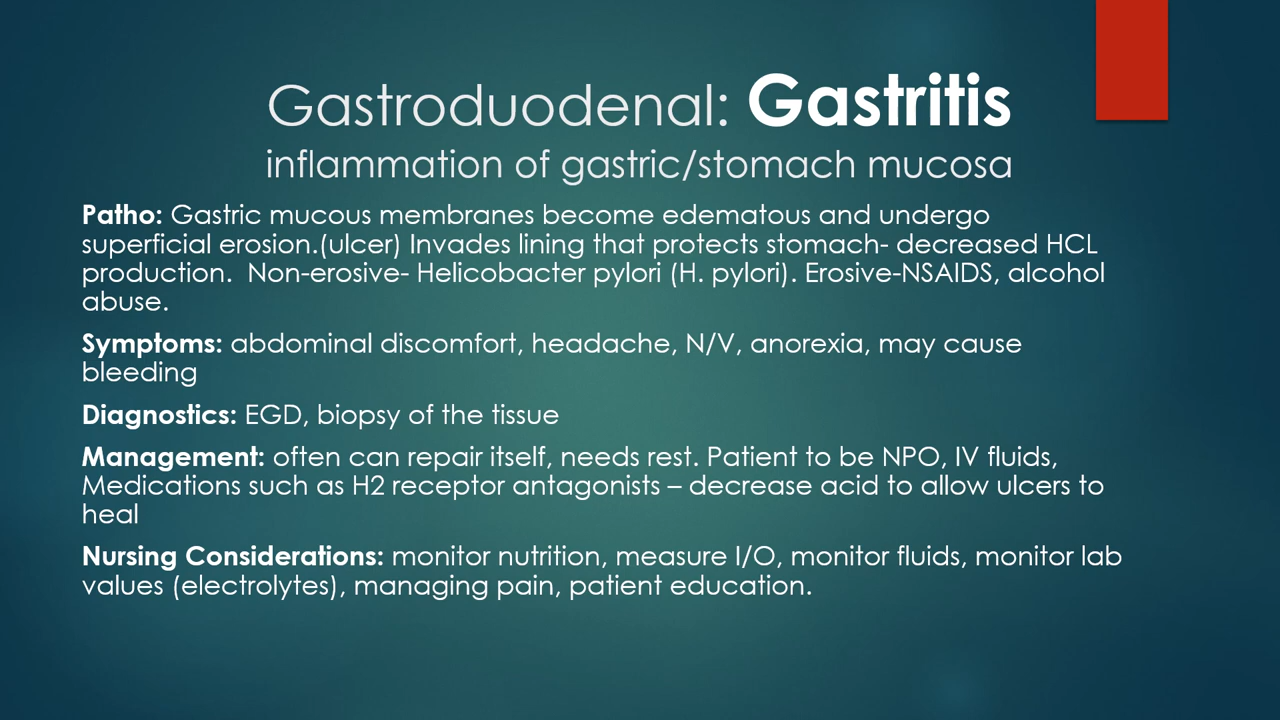 Gastroduodenal: Gastritis
inflammation of gastric/stomach mucosa
Patho: Gastric mucous membranes become edematous and undergo
superficial erosion.(ulcer) Invades lining that protects stomach- decreased HCL
production.  Non-erosive- Helicobacter pylori (H. pylori). Erosive-NSAIDS, alcohol
abuse.
Symptoms: abdominal discomfort, headache, N/V, anorexia, may cause
bleeding
Diagnostics: EGD, biopsy of the tissue
Management: often can repair itself, needs rest. Patient to be NPO, IV fluids,
Medications such as H2 receptor antagonists – decrease acid to allow ulcers to
heal
Nursing Considerations: monitor nutrition, measure I/O, monitor fluids, monitor lab
values (electrolytes), managing pain, patient education.